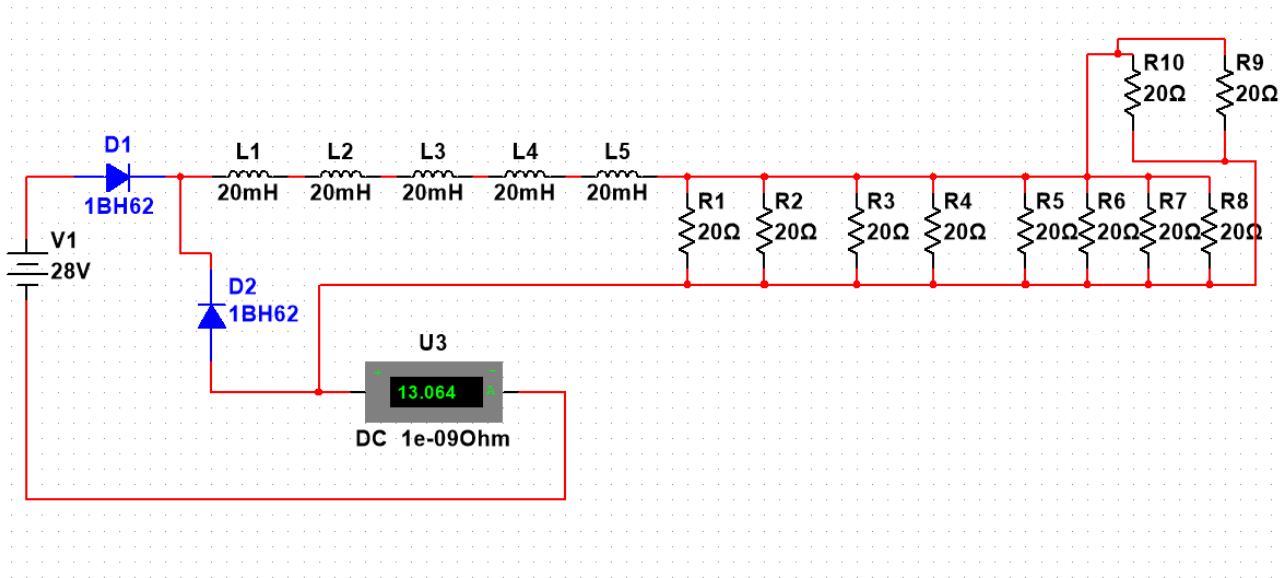 R10
20Ω
R9
20Ω
D1
1BH62
L1
20mH
L2
20mH
L3
20mH
L4
20mH
L5
20mH
R1
20Ω
R2
20Ω
R3
20Ω
R4
20Ω
R5
20Ω
R6
20Ω
R7
20Ω
R8
20Ω
V1
28V
D2
1BH62
U3
+
−
13.064
A
DC 1e-09Ohm